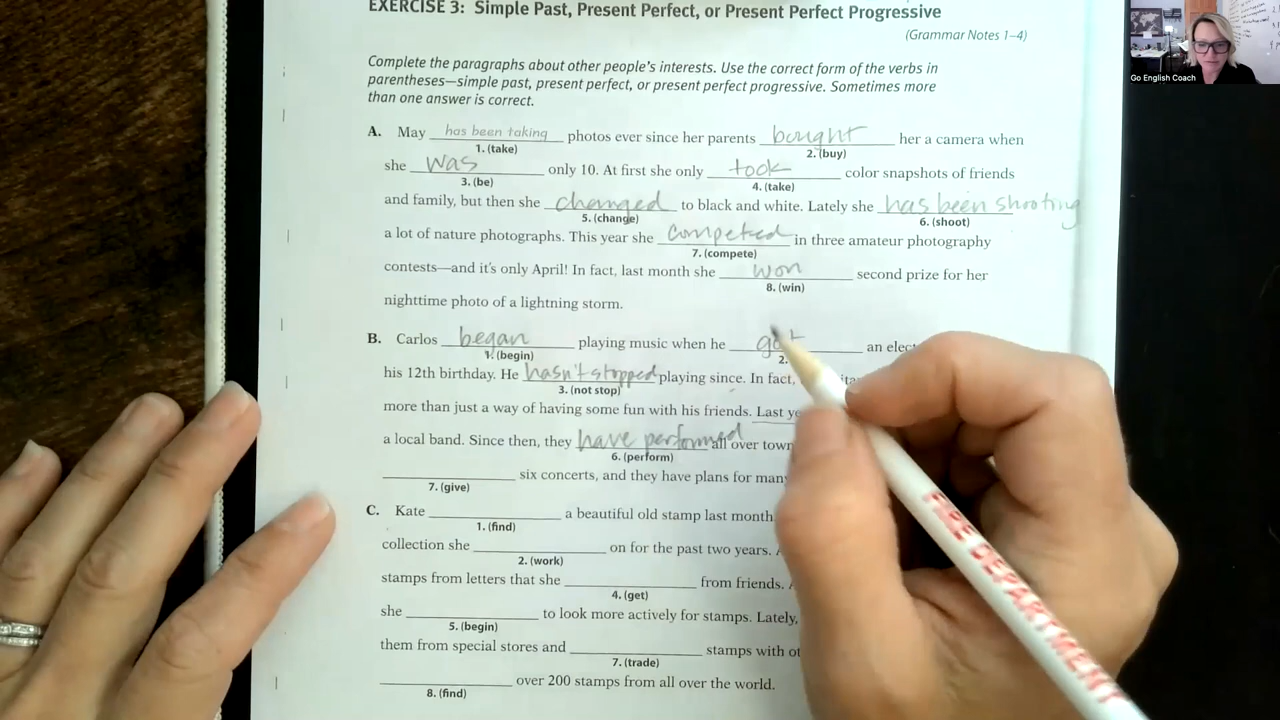 EXERCISE 3: Simple Past, Present Perfect, or Present Perfect Progressive
(Grammar Notes 1–4)
Go English Coach
Complete the paragraphs about other people's interests. Use the correct form of the verbs in
parentheses—simple past, present perfect, or present perfect progressive. Sometimes more
than one answer is correct.
A. May has been taking photos ever since her parents bought her a camera when
1. (take) 2. (buy)
she was only 10. At first she only took color snapshots of friends
3. (be) 4. (take)
and family, but then she changed to black and white. Lately she has been shooting
5. (change) 6. (shoot)
a lot of nature photographs. This year she competed in three amateur photography
7. (compete)
contests—and it's only April! In fact, last month she won second prize for her
8. (win)
nighttime photo of a lightning storm.
B. Carlos began playing music when he got an elec
1. (begin) 2.
his 12th birthday. He hasn't stopped playing since. In fact,
3. (not stop)
more than just a way of having some fun with his friends. Last ye
a local band. Since then, they have performed all over town
6. (perform)
six concerts, and they have plans for many
7. (give)
C. Kate a beautiful old stamp last month.
1. (find)
collection she on for the past two years.
2. (work)
stamps from letters that she from friends.
4. (get)
she to look more actively for stamps. Lately,
5. (begin)
them from special stores and stamps with ot
7. (trade)
over 200 stamps from all over the world.
8. (find)
FIRE DEPARTMENT